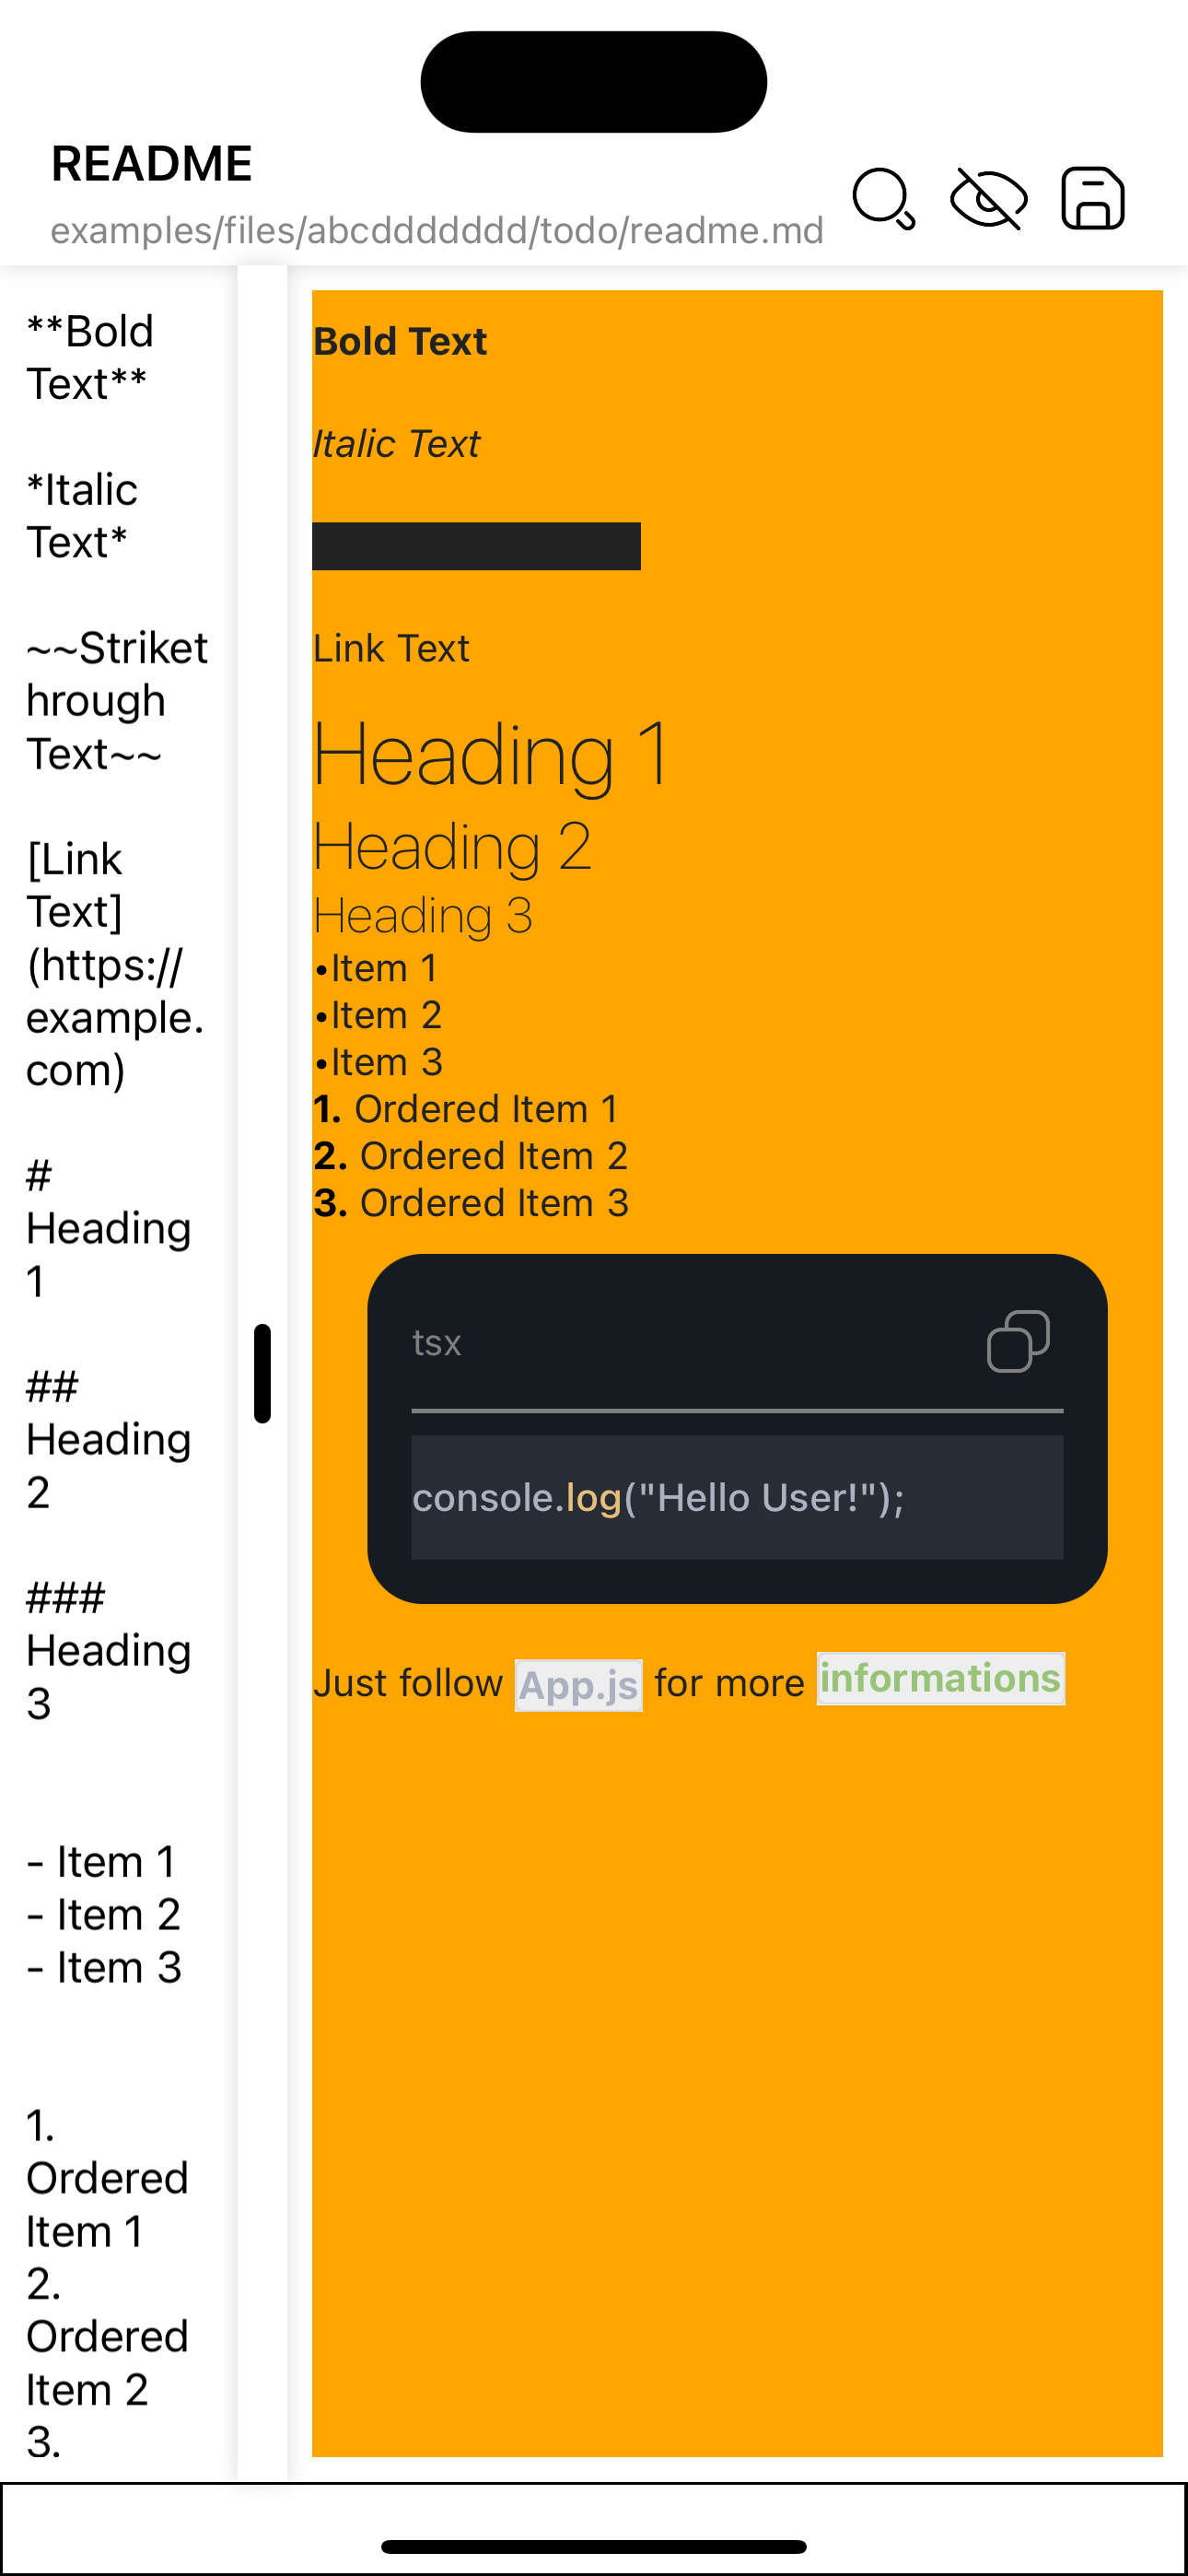 README
examples/files/abcddddddd/todo/readme.md
**Bold
Text**
*Italic
Text*
~~Striket
hrough
Text~~
[Link
Text]
(https://
example.
com)
#
Heading
1
##
Heading
2
###
Heading
3
- Item 1
- Item 2
- Item 3
1.
Ordered
Item 1
2.
Ordered
Item 2
3.
Bold Text
Italic Text
Link Text
Heading 1
Heading 2
Heading 3
•Item 1
•Item 2
•Item 3
1. Ordered Item 1
2. Ordered Item 2
3. Ordered Item 3
tsx
console.log("Hello User!");
Just follow App.js for more informations